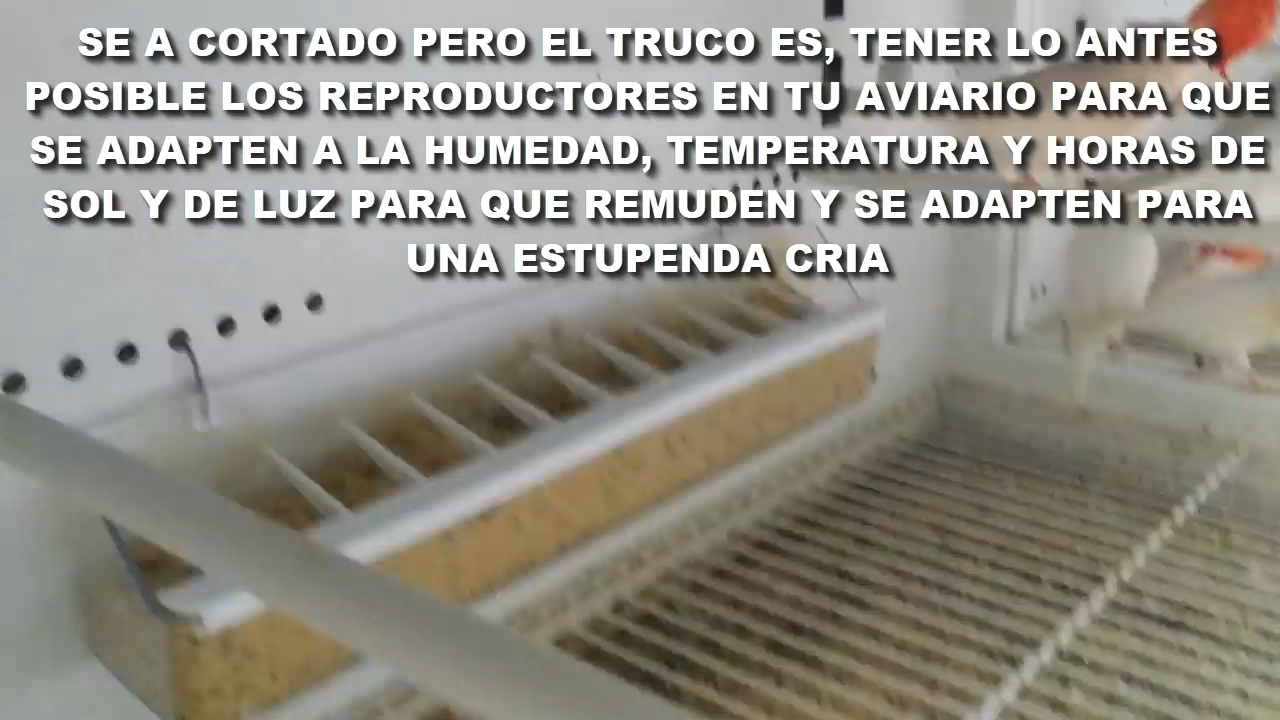 SE A CORTADO PERO EL TRUCO ES, TENER LO ANTES
POSIBLE LOS REPRODUCTORES EN TU AVIARIO PARA QUE
SE ADAPTEN A LA HUMEDAD, TEMPERATURA Y HORAS DE
SOL Y DE LUZ PARA QUE REMUDEN Y SE ADAPTEN PARA
UNA ESTUPENDA CRIA